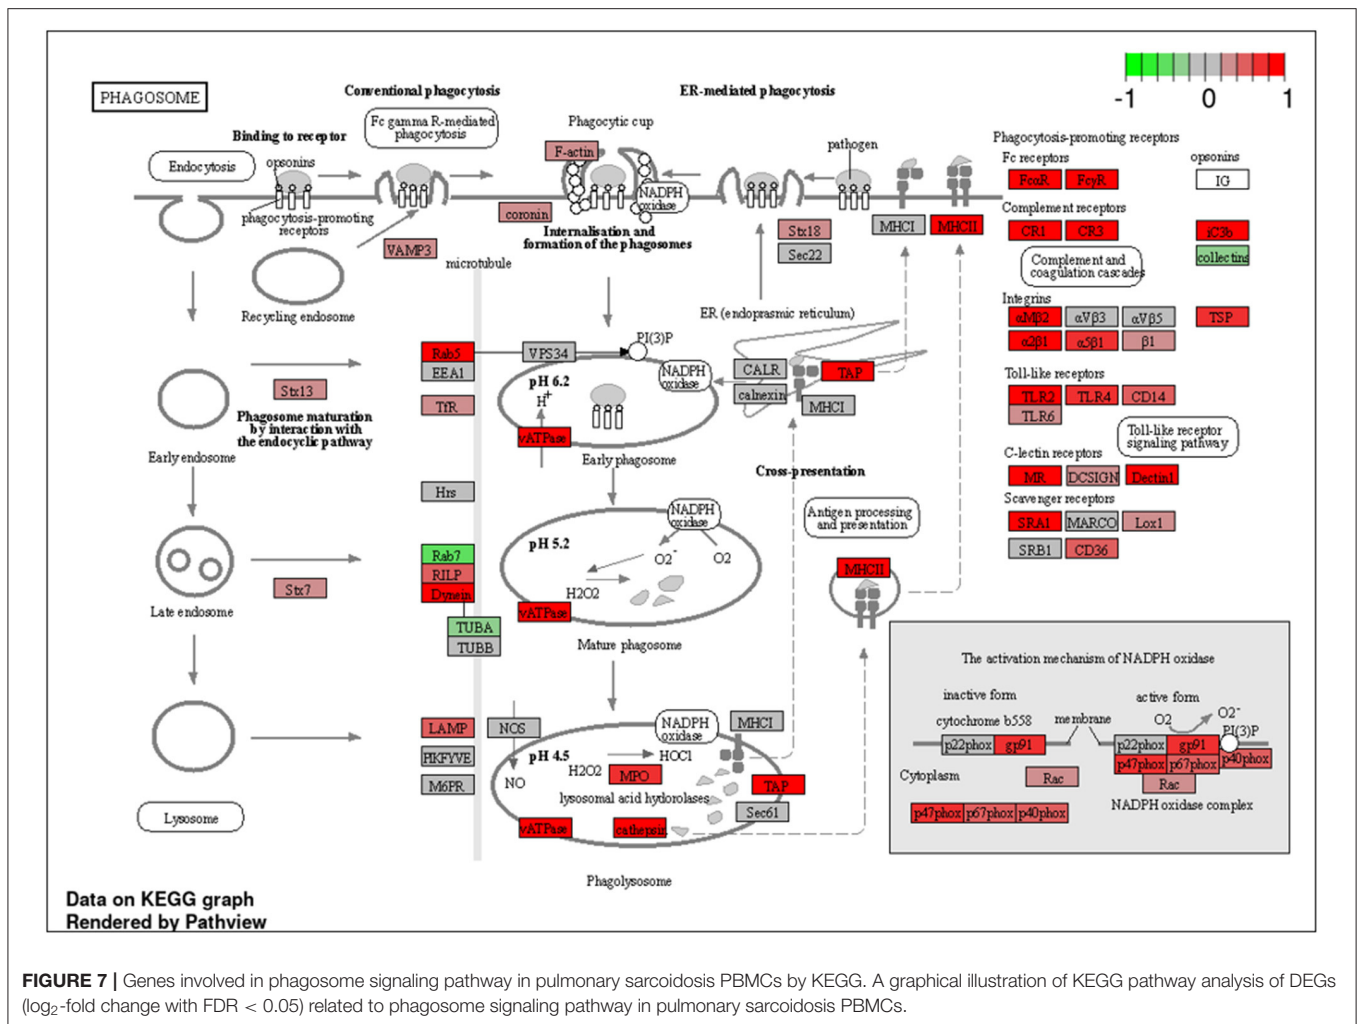 PHAGOSOME
-1 0 1
Conventional phagocytosis
ER-mediated phagocytosis
Fc gamma R-mediated
phagocytosis
Phagocytic cup
Binding to receptor
Endocytosis
opsonins
F-actin
pathogen
NADPH
oxidase
phagocytosis-promoting
receptors
coronin
Internalisation and
formation of the phagosomes
VAMP3
microtubule
Stx18
Sec22
MHCI
MHCII
Recycling endosome
ER (endoprasmic reticulum)
Phagocytosis-promoting receptors
Fc receptors
opsonins
FcαR
FcγR
IG
Complement receptors
CR1
CR3
iC3b
collectins
Complement and
coagulation cascades
Integrins
αMβ2
αVβ3
αVβ5
TSP
α2β1
α5β1
β1
Toll-like receptors
TLR2
TLR4
CD14
TLR6
Toll-like receptor
signaling pathway
C-lectin receptors
MR
DCSIGN
Dectin1
Scavenger receptors
SRA1
MARCO
Lox1
SRB1
CD36
Rab5
EEA1
VPS34
PI(3)P
NADPH
oxidase
CALR
calnexin
TAP
MHCI
pH 6.2
H+
Stx13
TfR
Phagosome maturation
by interaction with
the endocyclic pathway
vATPase
Early endosome
Early phagosome
Cross-presentation
Hrs
NADPH
oxidase
Antigen processing
and presentation
pH 5.2
O2-
O2
H2O2
Rab7
RILP
Dynein
Stx7
vATPase
MHCII
Late endosome
TUBA
TUBB
Mature phagosome
LAMP
PIKFYVE
M6PR
NOS
NO
NADPH
oxidase
MHCI
pH 4.5
H2O2
HOCl
MPO
TAP
lysosomal acid hydorolases
Sec61
vATPase
cathepsin
Lysosome
Phagolysosome
The activation mechanism of NADPH oxidase
inactive form
active form
cytochrome b558
membrane
O2
O2-
PI(3)P
p22phox
gp91
p22phox
gp91
p47phox
p67phox
p40phox
Cytoplasm
Rac
Rac
p47phox
p67phox
p40phox
NADPH oxidase complex
Data on KEGG graph
Rendered by Pathview
FIGURE 7 | Genes involved in phagosome signaling pathway in pulmonary sarcoidosis PBMCs by KEGG. A graphical illustration of KEGG pathway analysis of DEGs
(log2-fold change with FDR < 0.05) related to phagosome signaling pathway in pulmonary sarcoidosis PBMCs.